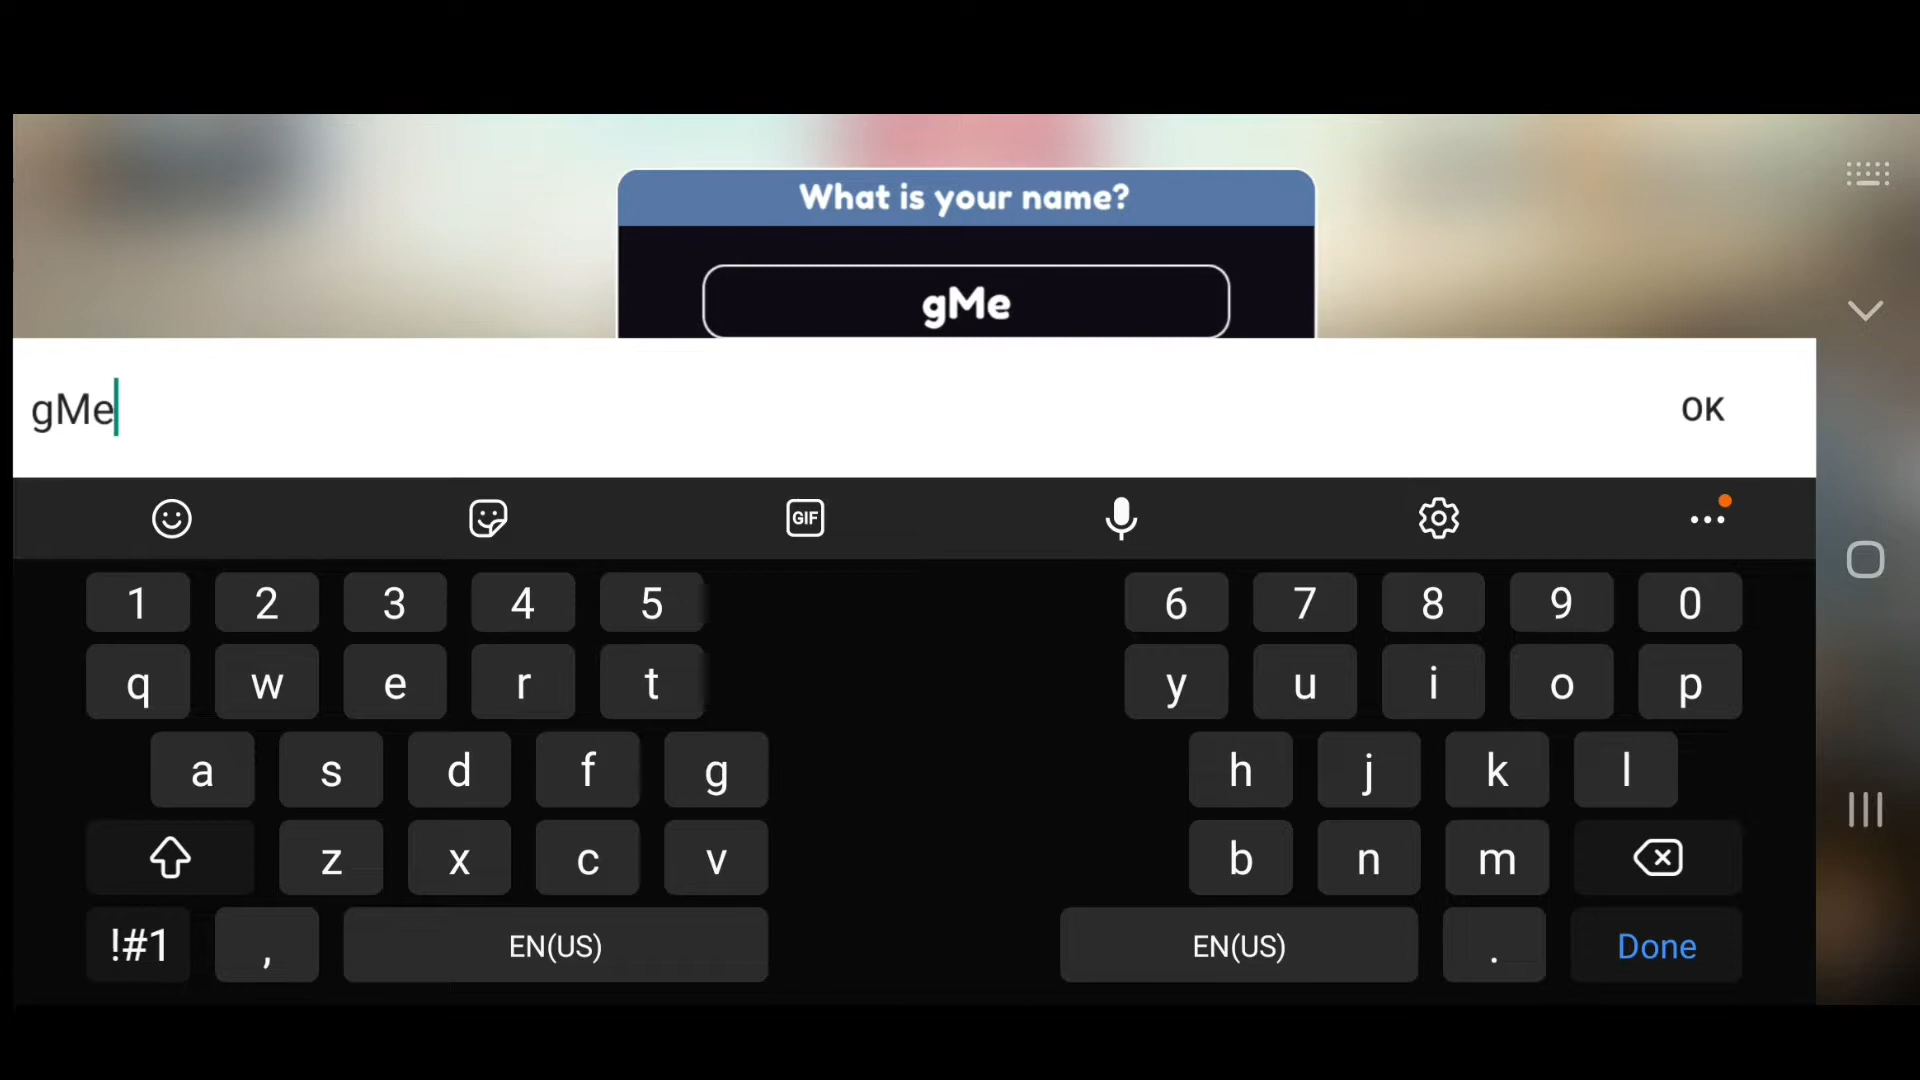 What is your name?
gMe
gMe
OK
GIF
1 2 3 4 5 6 7 8 9 0
q w e r t y u i o p
a s d f g h j k l
z x c v b n m
!#1 , EN(US) EN(US) . Done